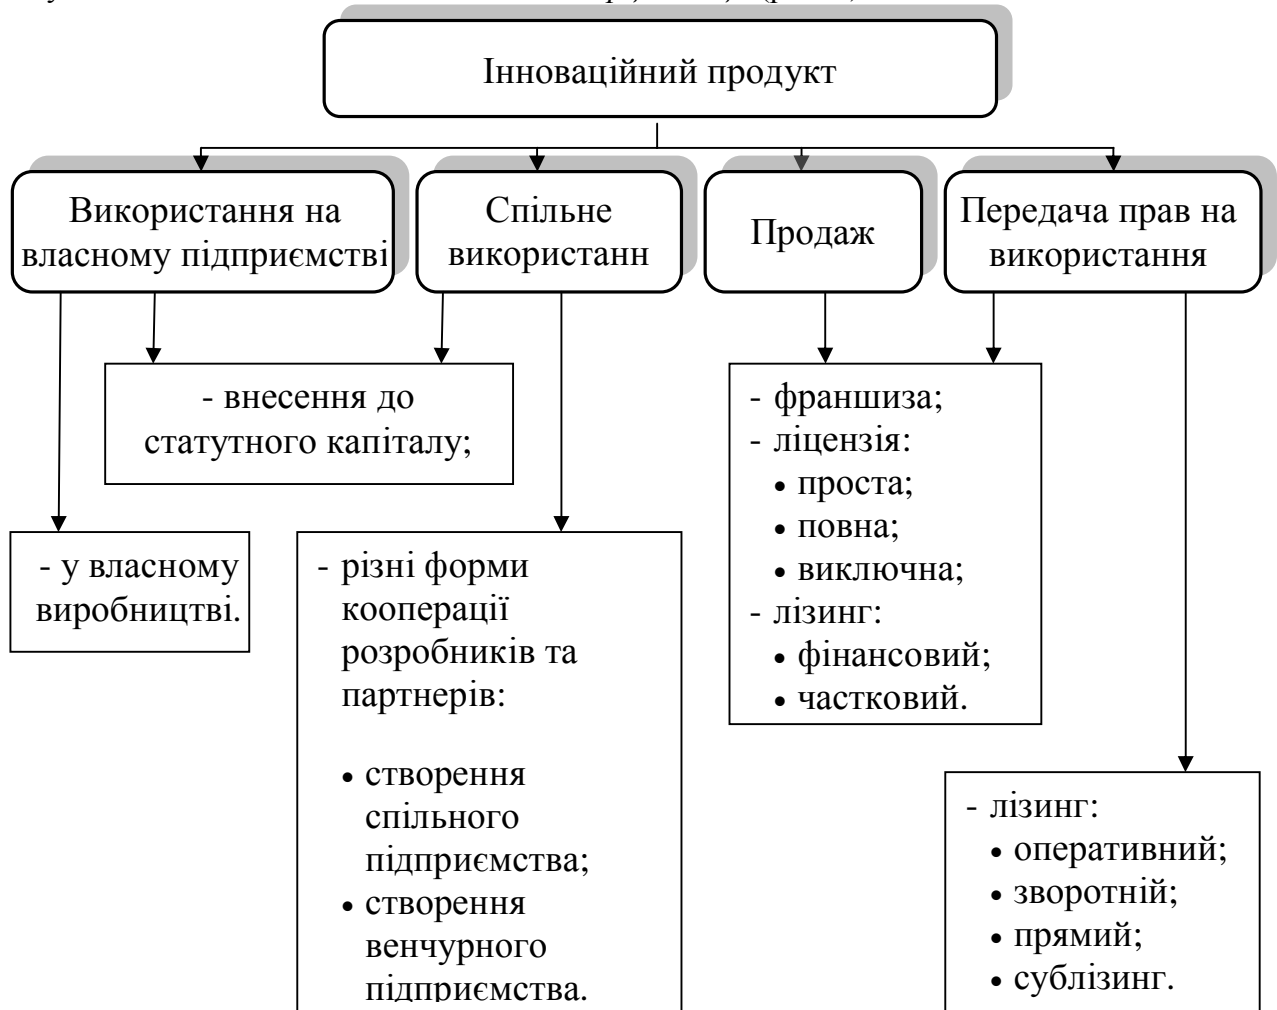 Інноваційний продукт
Використання на
власному підприємстві
Спільне
використанн
Продаж
Передача прав на
використання
- внесення до
статутного капіталу;
- франшиза;
- ліцензія:
• проста;
• повна;
• виключна;
- лізинг:
• фінансовий;
• частковий.
- у власному
виробництві.
- різні форми
кооперації
розробників та
партнерів:
• створення
спільного
підприємства;
• створення
венчурного
підприємства.
- лізинг:
• оперативний;
• зворотній;
• прямий;
• сублізинг.